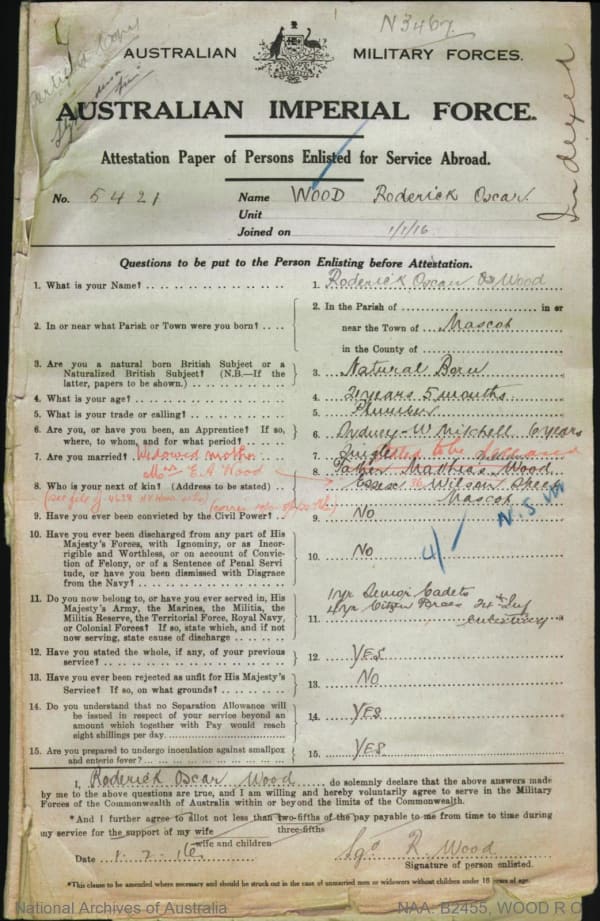 N3467
Certified Copy
AUSTRALIAN MILITARY FORCES.
Indexed
AUSTRALIAN IMPERIAL FORCE.
Attestation Paper of Persons Enlisted for Service Abroad.
No. 5421 Name WOOD Roderick Oscar
Unit
Joined on 1/1/16
Questions to be put to the Person Enlisting before Attestation.
1. What is your Name? 1. Roderick Oscar Wood
2. In or near what Parish or Town were you born? 2. In the Parish of in or
near the Town of Mascot
in the County of
3. Are you a natural born British Subject or a
Naturalized British Subject? (N.B.—If the
latter, papers to be shown.) 3. Natural Born
4. What is your age? 4. 21 years 5 months
5. What is your trade or calling? 5. Plumber
6. Are you, or have you been, an Apprentice? If so,
where, to whom, and for what period? 6. Sydney - W Mitchell 6 years
7. Are you married? Widowed mother 7. Single
Mrs E. A. Wood
8. Who is your next of kin? (Address to be stated) 8. Father Matthias Wood
Essex 36 Wilson Street
Mascot
N.S.W.
9. Have you ever been convicted by the Civil Power? 9. No
10. Have you ever been discharged from any part of His
Majesty's Forces, with Ignominy, or as Incor-
rigible and Worthless, or on account of Convic-
tion of Felony, or of a Sentence of Penal Servi-
tude, or have you been dismissed with Disgrace
from the Navy? 10. No
4/
11. Do you now belong to, or have you ever served in, His
Majesty's Army, the Marines, the Militia, the
Militia Reserve, the Territorial Force, Royal Navy,
or Colonial Forces? If so, state which, and if not
now serving, state cause of discharge 11. 1 yr Senior Cadets
4 yr Citizen Forces Inf
12. Have you stated the whole, if any, of your previous
service? 12. YES
13. Have you ever been rejected as unfit for His Majesty's
Service? If so, on what grounds? 13. No
14. Do you understand that no Separation Allowance will
be issued in respect of your service beyond an
amount which together with Pay would reach
eight shillings per day. 14. YES
15. Are you prepared to undergo inoculation against smallpox
and enteric fever? 15. YES
I, Roderick Oscar Wood do solemnly declare that the above answers made
by me to the above questions are true, and I am willing and hereby voluntarily agree to serve in the Military
Forces of the Commonwealth of Australia within or beyond the limits of the Commonwealth.
*And I further agree to allot not less than two-fifths of the pay payable to me from time to time during
three-fifths
my service for the support of my wife
wife and children
Date 1.2.16. Sgd R Wood
Signature of person enlisted.
*This clause to be amended where necessary and should be struck out in the case of unmarried men or widowers without children under 18 years of age.
National Archives of Australia NAA: B2455, WOOD R O